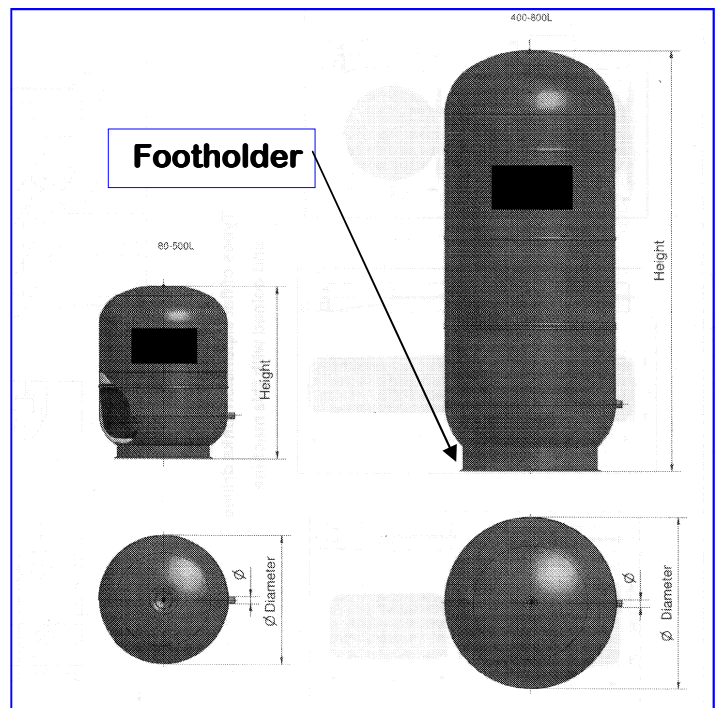 400-800L
Footholder
80-500L
Height
Height
Ø
Ø Diameter
Ø
Ø Diameter